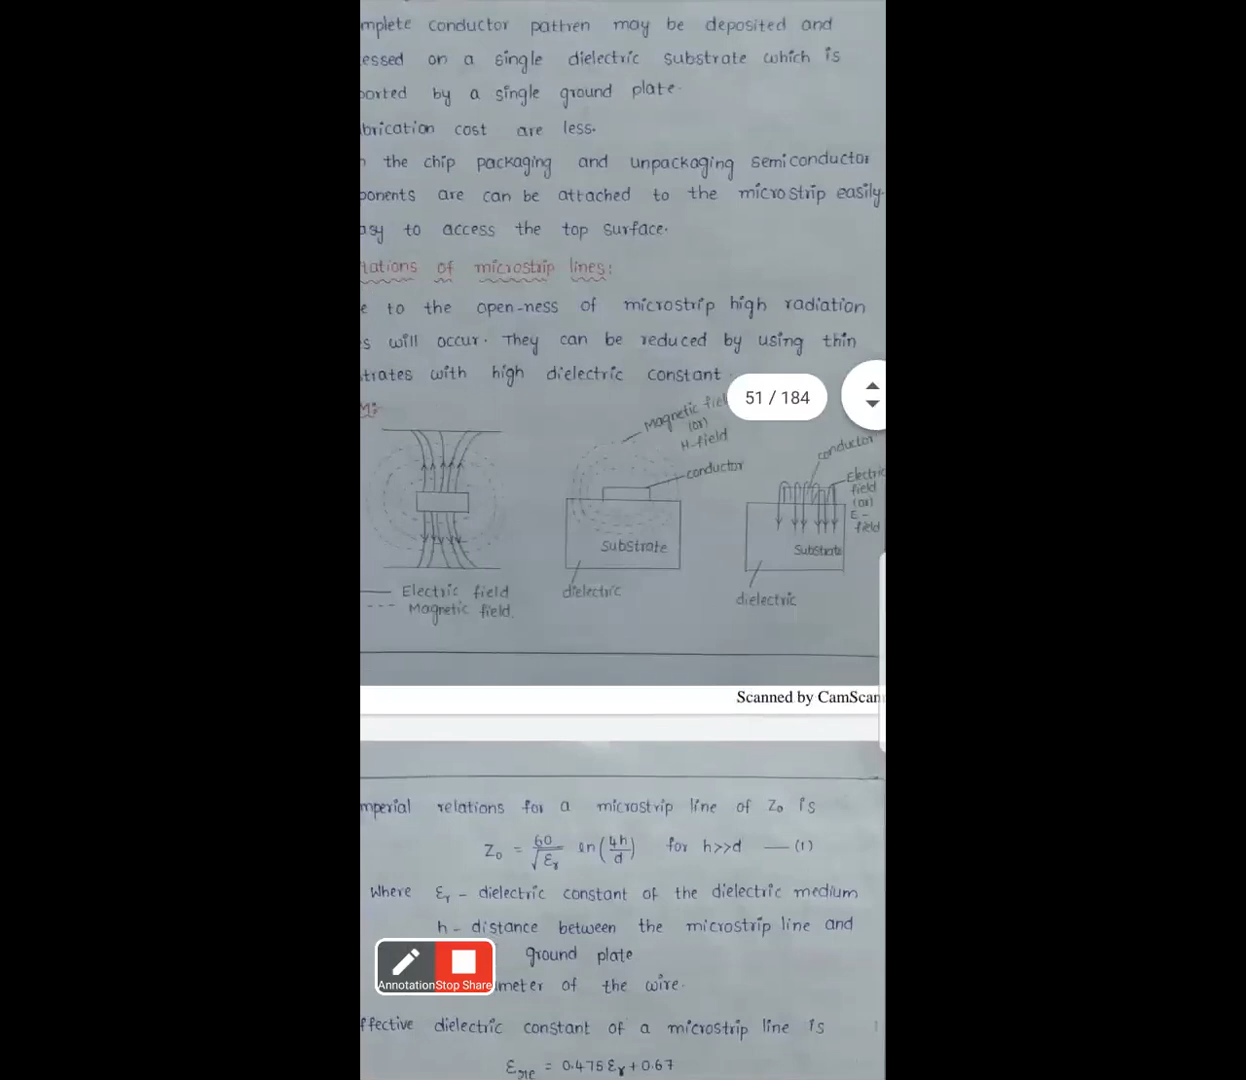 mplete conductor pattren may be deposited and
essed on a single dielectric substrate which is
ported by a single ground plate.
brication cost are less.
n the chip packaging and unpackaging semiconductor
ponents are can be attached to the microstrip easily.
asy to access the top surface.
tations of microstrip lines:
e to the open-ness of microstrip high radiation
s will occur. They can be reduced by using thin
trates with high dielectric constant
51 / 184
M:
Magnetic fiel
(or)
H-field
conductor
conductor
Electric
field
(or)
E-
field
Substrate
Substrate
dielectric
dielectric
—— Electric field
--- Magnetic field.
Scanned by CamScan
mperial relations for a microstrip line of Z₀ is
Z₀ = 60/√εᵣ ln(4h/d) for h>>d —(1)
Where εᵣ - dielectric constant of the dielectric medium
h - distance between the microstrip line and
ground plate
meter of the wire.
Annotation Stop Share
ffective dielectric constant of a microstrip line is
εᵣₑ = 0.475εᵣ + 0.67